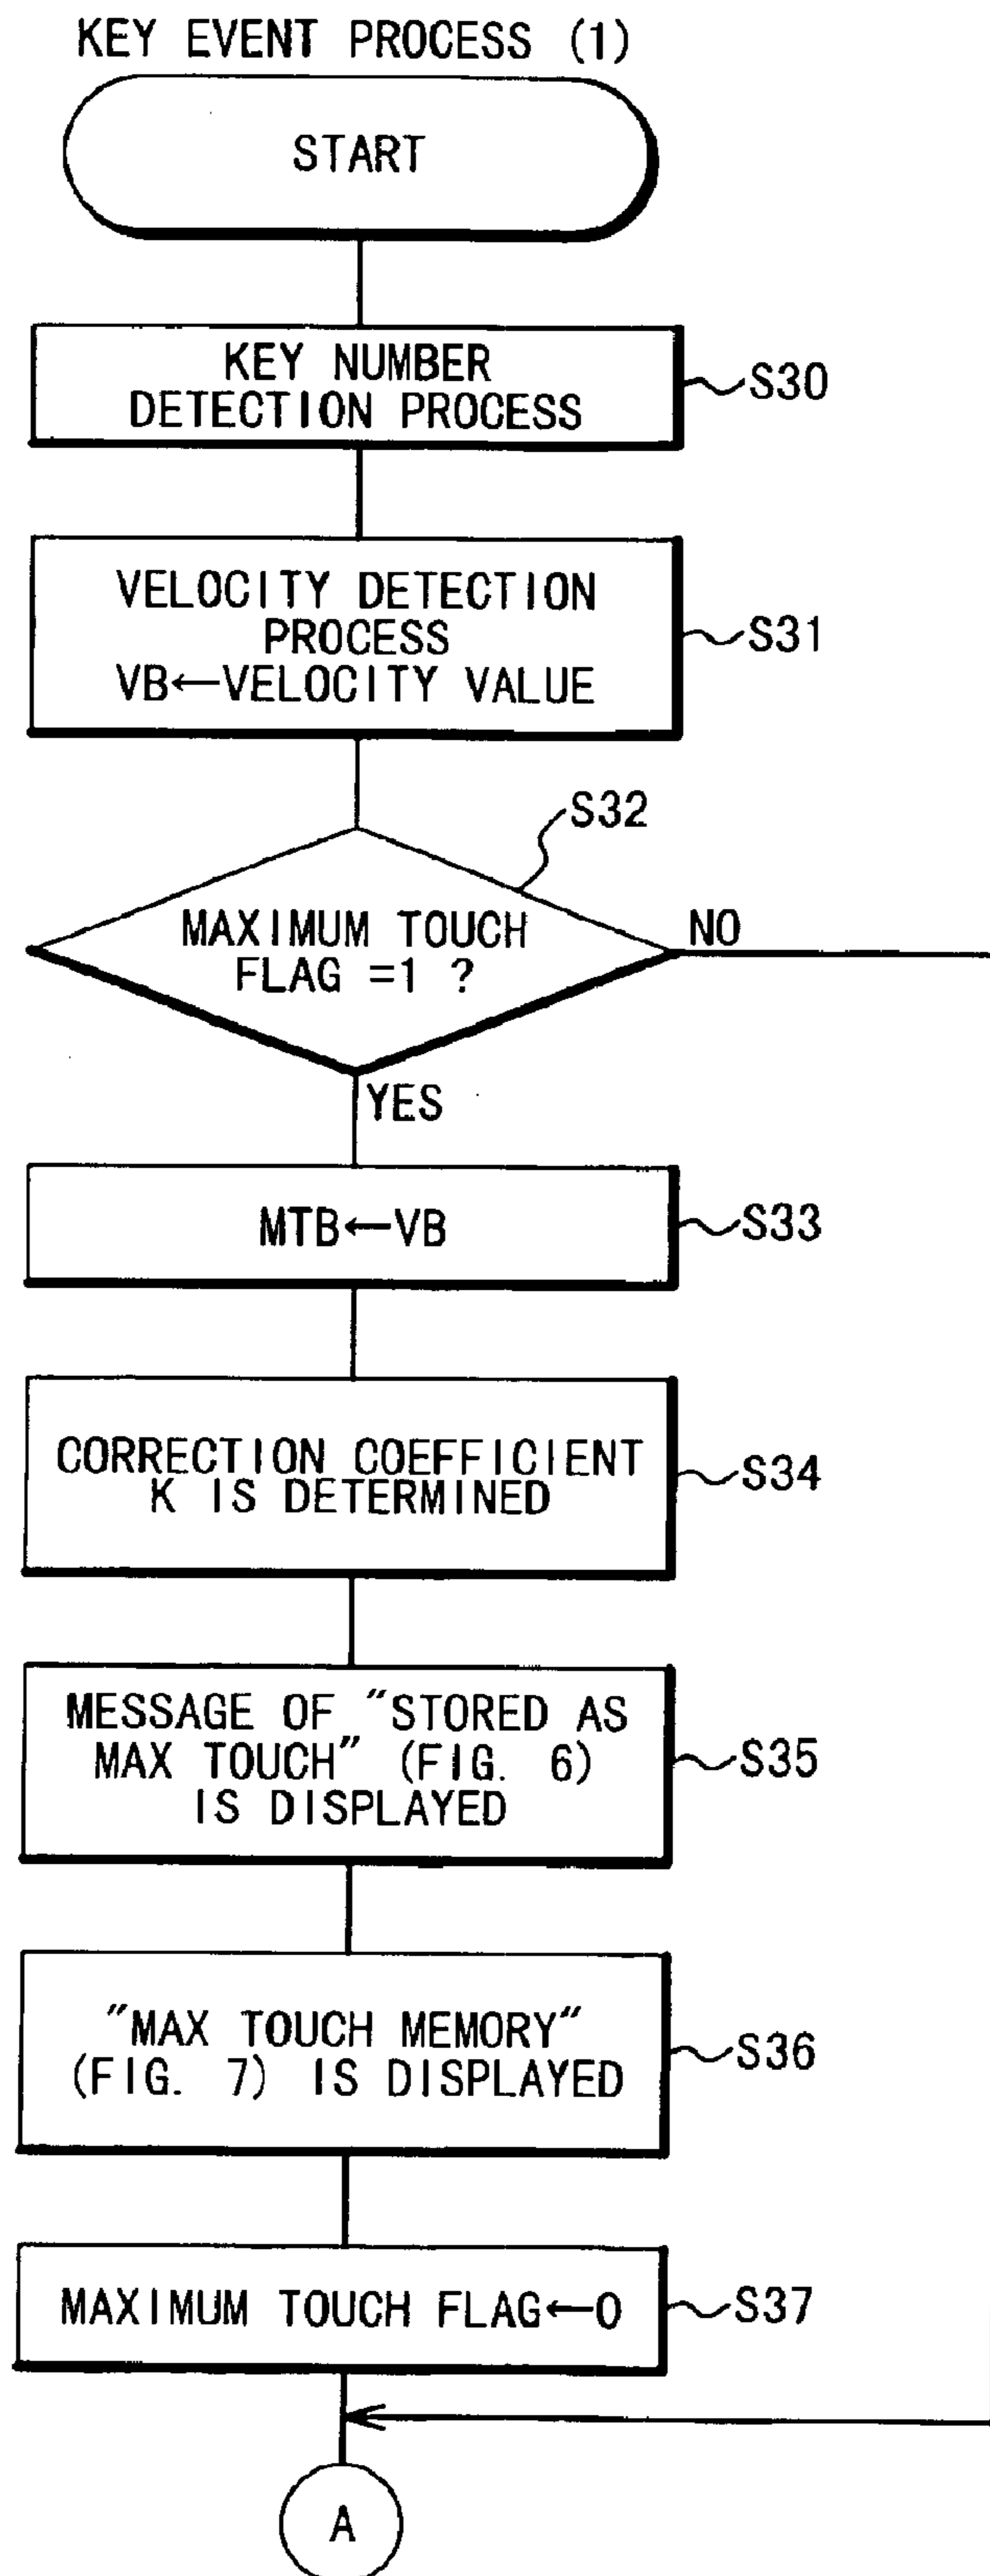 KEY EVENT PROCESS (1)
START
KEY NUMBER
DETECTION PROCESS
S30
VELOCITY DETECTION
PROCESS
VB←VELOCITY VALUE
S31
S32
MAXIMUM TOUCH
FLAG =1 ?
NO
YES
MTB←VB
S33
CORRECTION COEFFICIENT
K IS DETERMINED
S34
MESSAGE OF "STORED AS
MAX TOUCH" (FIG. 6)
IS DISPLAYED
S35
"MAX TOUCH MEMORY"
(FIG. 7) IS DISPLAYED
S36
MAXIMUM TOUCH FLAG←0
S37
A